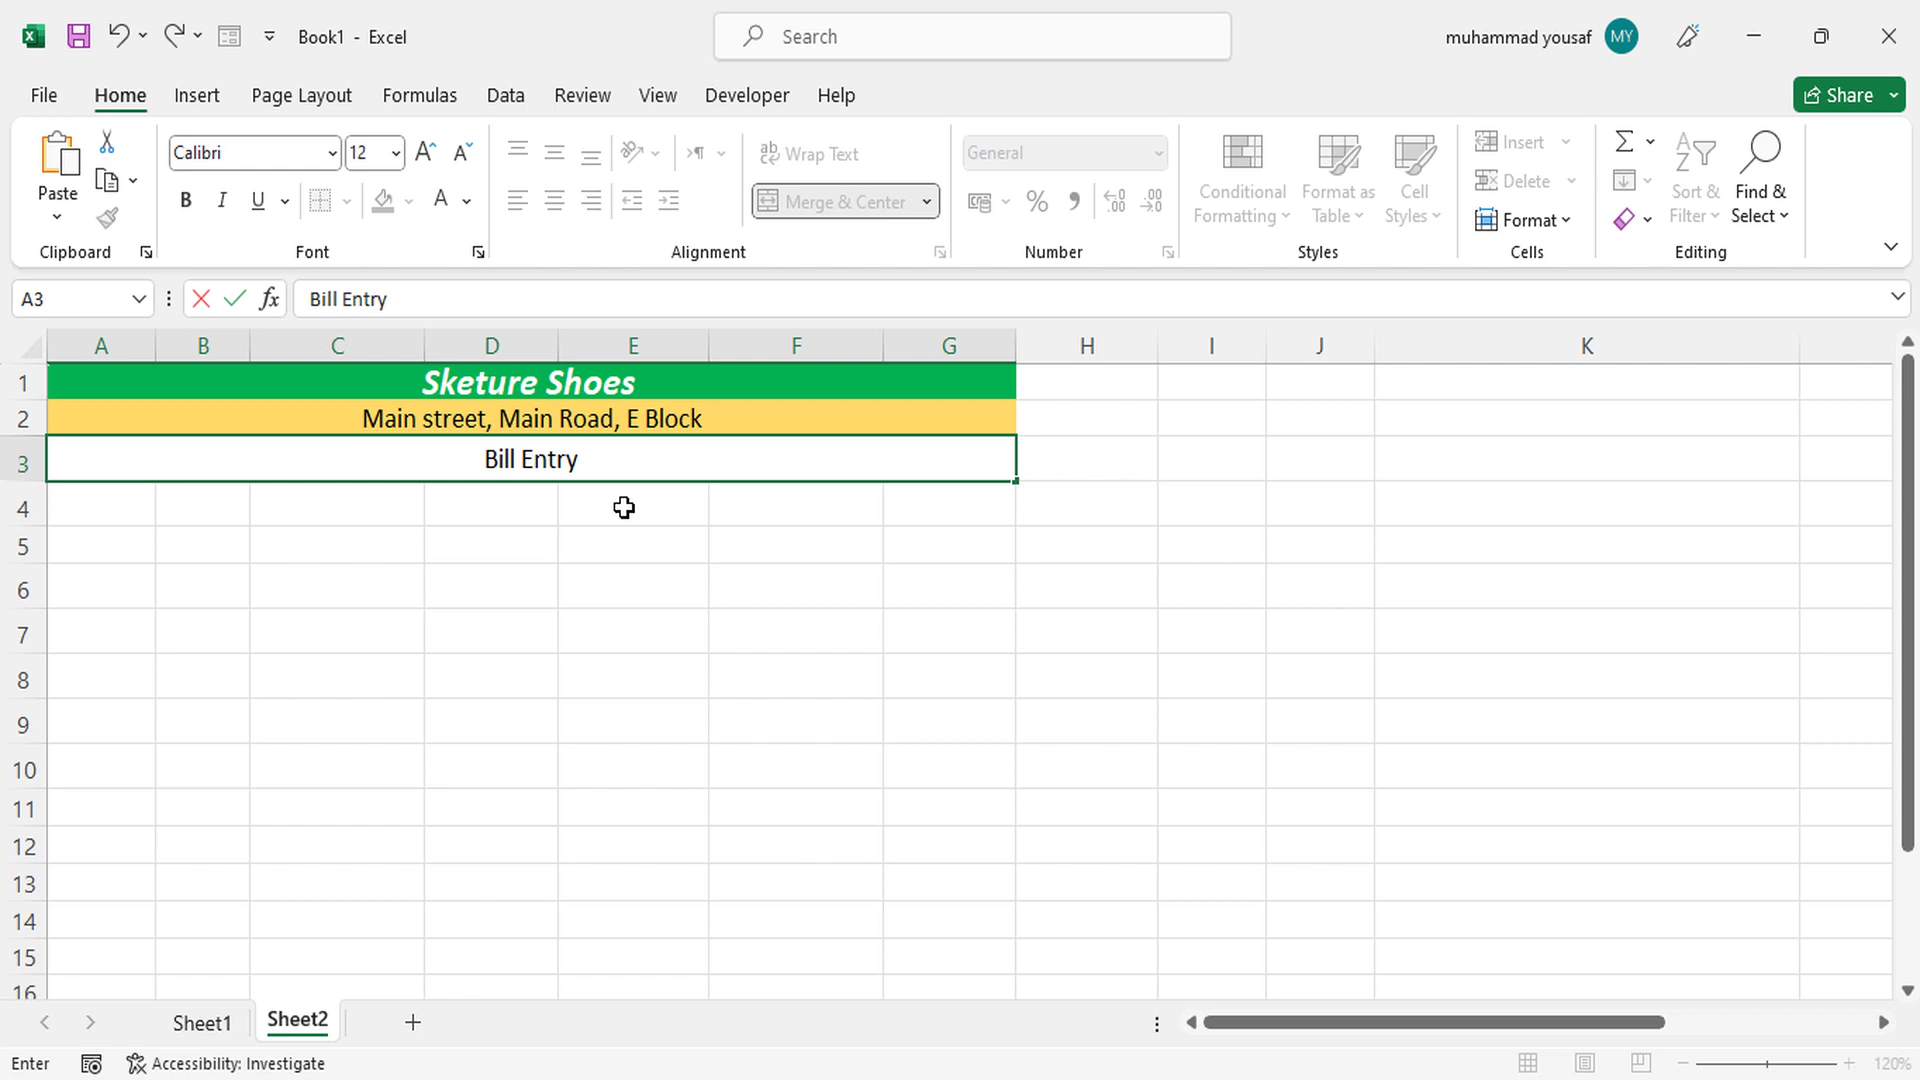 Book1 - Excel
Search
muhammad yousaf
MY
File
Home
Insert
Page Layout
Formulas
Data
Review
View
Developer
Help
Share
Paste
Clipboard
Calibri
12
B I U
A
Font
ab Wrap Text
Merge & Center
Alignment
General
Number
Conditional Formatting
Format as Table
Cell Styles
Styles
Insert
Delete
Format
Cells
Sort & Filter
Find & Select
Editing
A3
fx
Bill Entry
A B C D E F G H I J K
1 Sketure Shoes
2 Main street, Main Road, E Block
3 Bill Entry
4
5
6
7
8
9
10
11
12
13
14
15
16
Sheet1
Sheet2
Enter
Accessibility: Investigate
120%